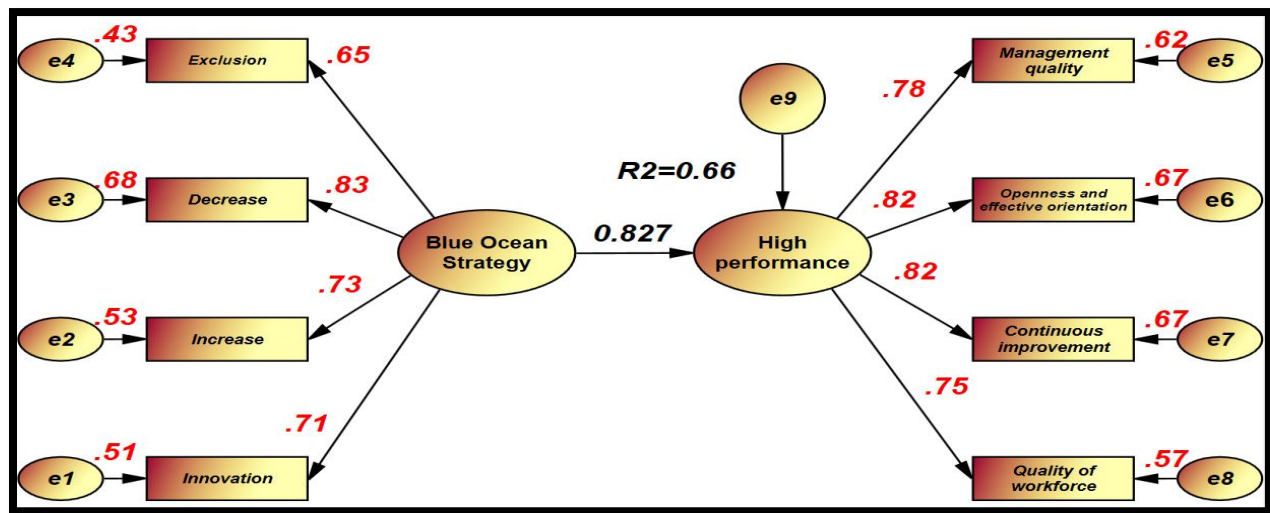 .43
e4
Exclusion
.65
.68
e3
Decrease
.83
.53
e2
Increase
.73
.51
e1
Innovation
.71
Blue Ocean
Strategy
0.827
R2=0.66
e9
High
performance
.78
Management
quality
.62
e5
.82
Openness and
effective orientation
.67
e6
.82
Continuous
improvement
.67
e7
.75
Quality of
workforce
.57
e8